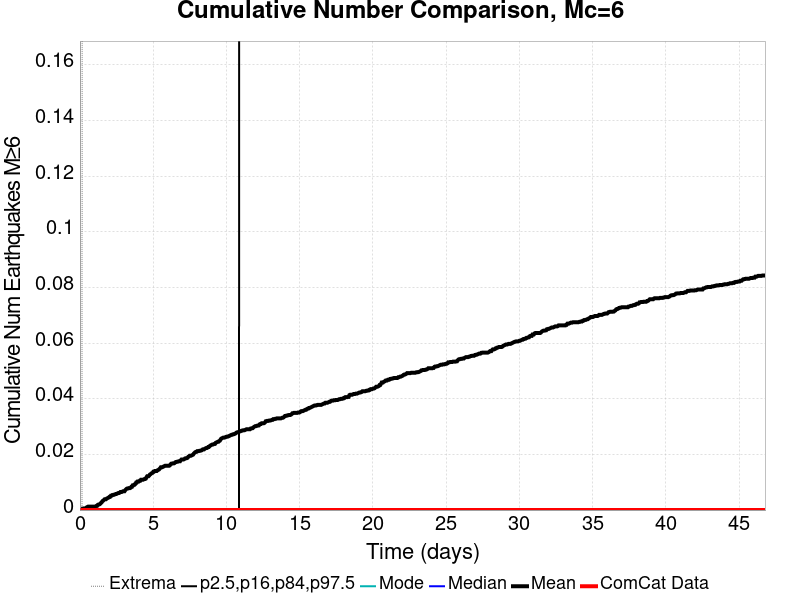 Cumulative Number Comparison, Mc=6
Cumulative Num Earthquakes M≥6
0.16
0.14
0.12
0.1
0.08
0.06
0.04
0.02
0
0 5 10 15 20 25 30 35 40 45
Time (days)
Extrema p2.5,p16,p84,p97.5 Mode Median Mean ComCat Data